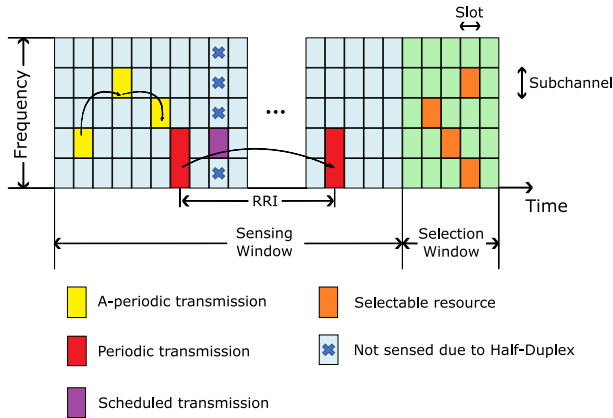 Slot
Frequency
Subchannel
...
RRI
Time
Sensing
Window
Selection
Window
A-periodic transmission
Selectable resource
Periodic transmission
Not sensed due to Half-Duplex
Scheduled transmission